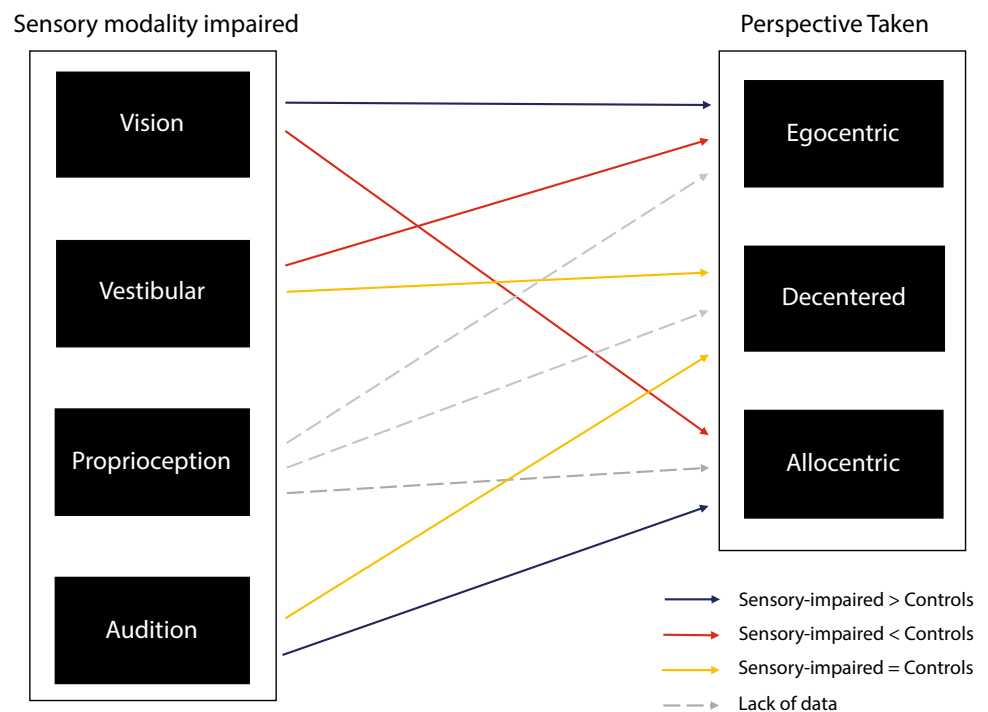 Sensory modality impaired
Vision
Vestibular
Proprioception
Audition
Perspective Taken
Egocentric
Decentered
Allocentric
Sensory-impaired > Controls
Sensory-impaired < Controls
Sensory-impaired = Controls
Lack of data